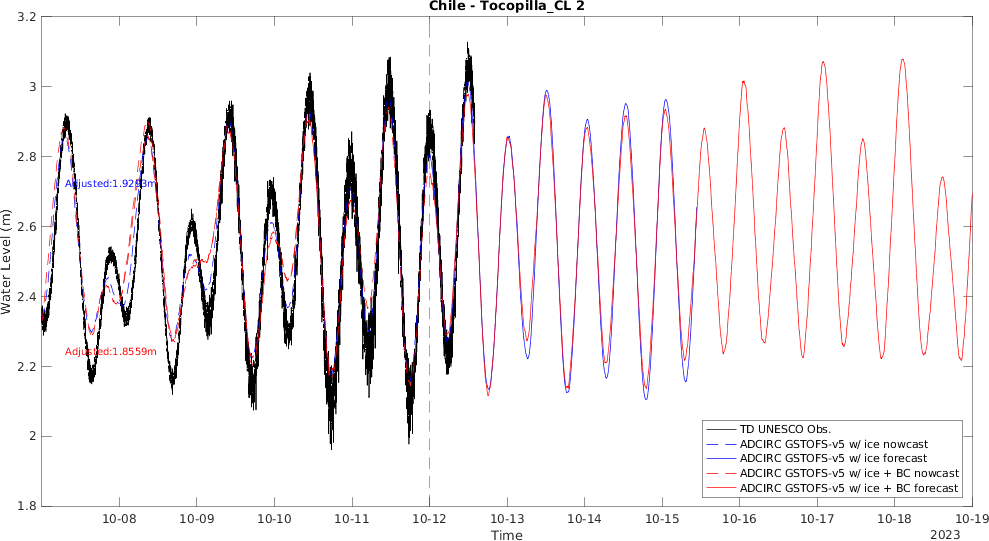 Chile - Tocopilla_CL 2
3.2
3
2.8
2.6
2.4
2.2
2
1.8
Water Level (m)
Adjusted:1.9293m
Adjusted:1.8559m
TD UNESCO Obs.
ADCIRC GSTOFS-v5 w/ ice nowcast
ADCIRC GSTOFS-v5 w/ ice forecast
ADCIRC GSTOFS-v5 w/ ice + BC nowcast
ADCIRC GSTOFS-v5 w/ ice + BC forecast
10-08 10-09 10-10 10-11 10-12 10-13 10-14 10-15 10-16 10-17 10-18 10-19
Time
2023